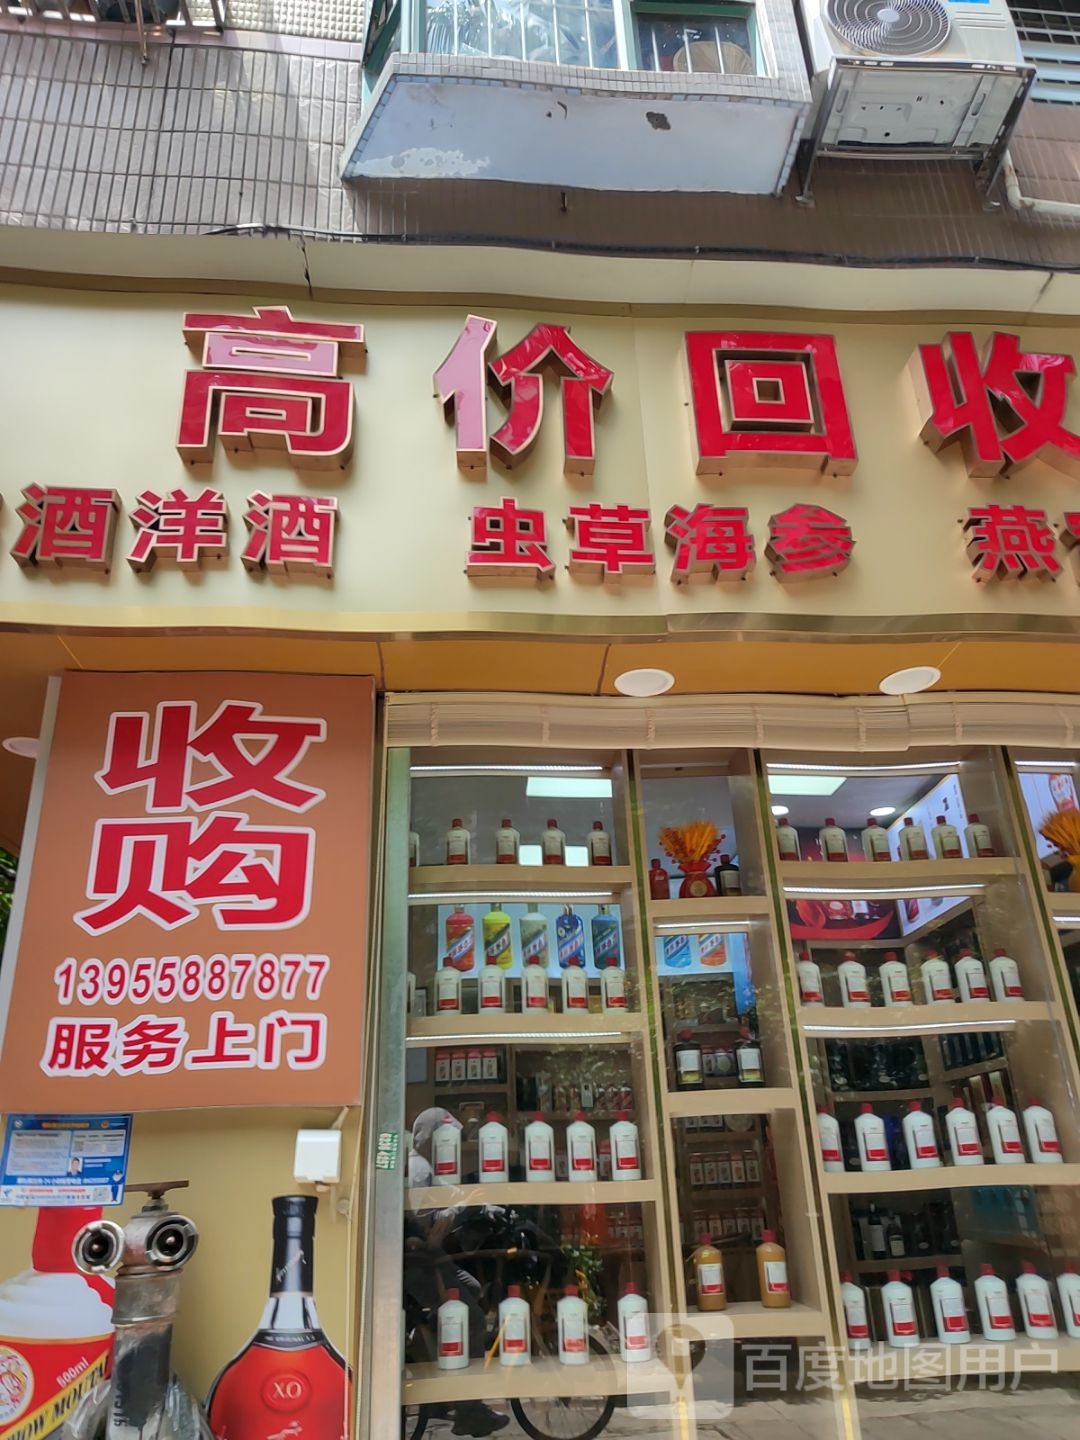 高价回收
酒洋酒 虫草海参 燕
收
购
13955887877
服务上门
500ml
XO
百度地图用户